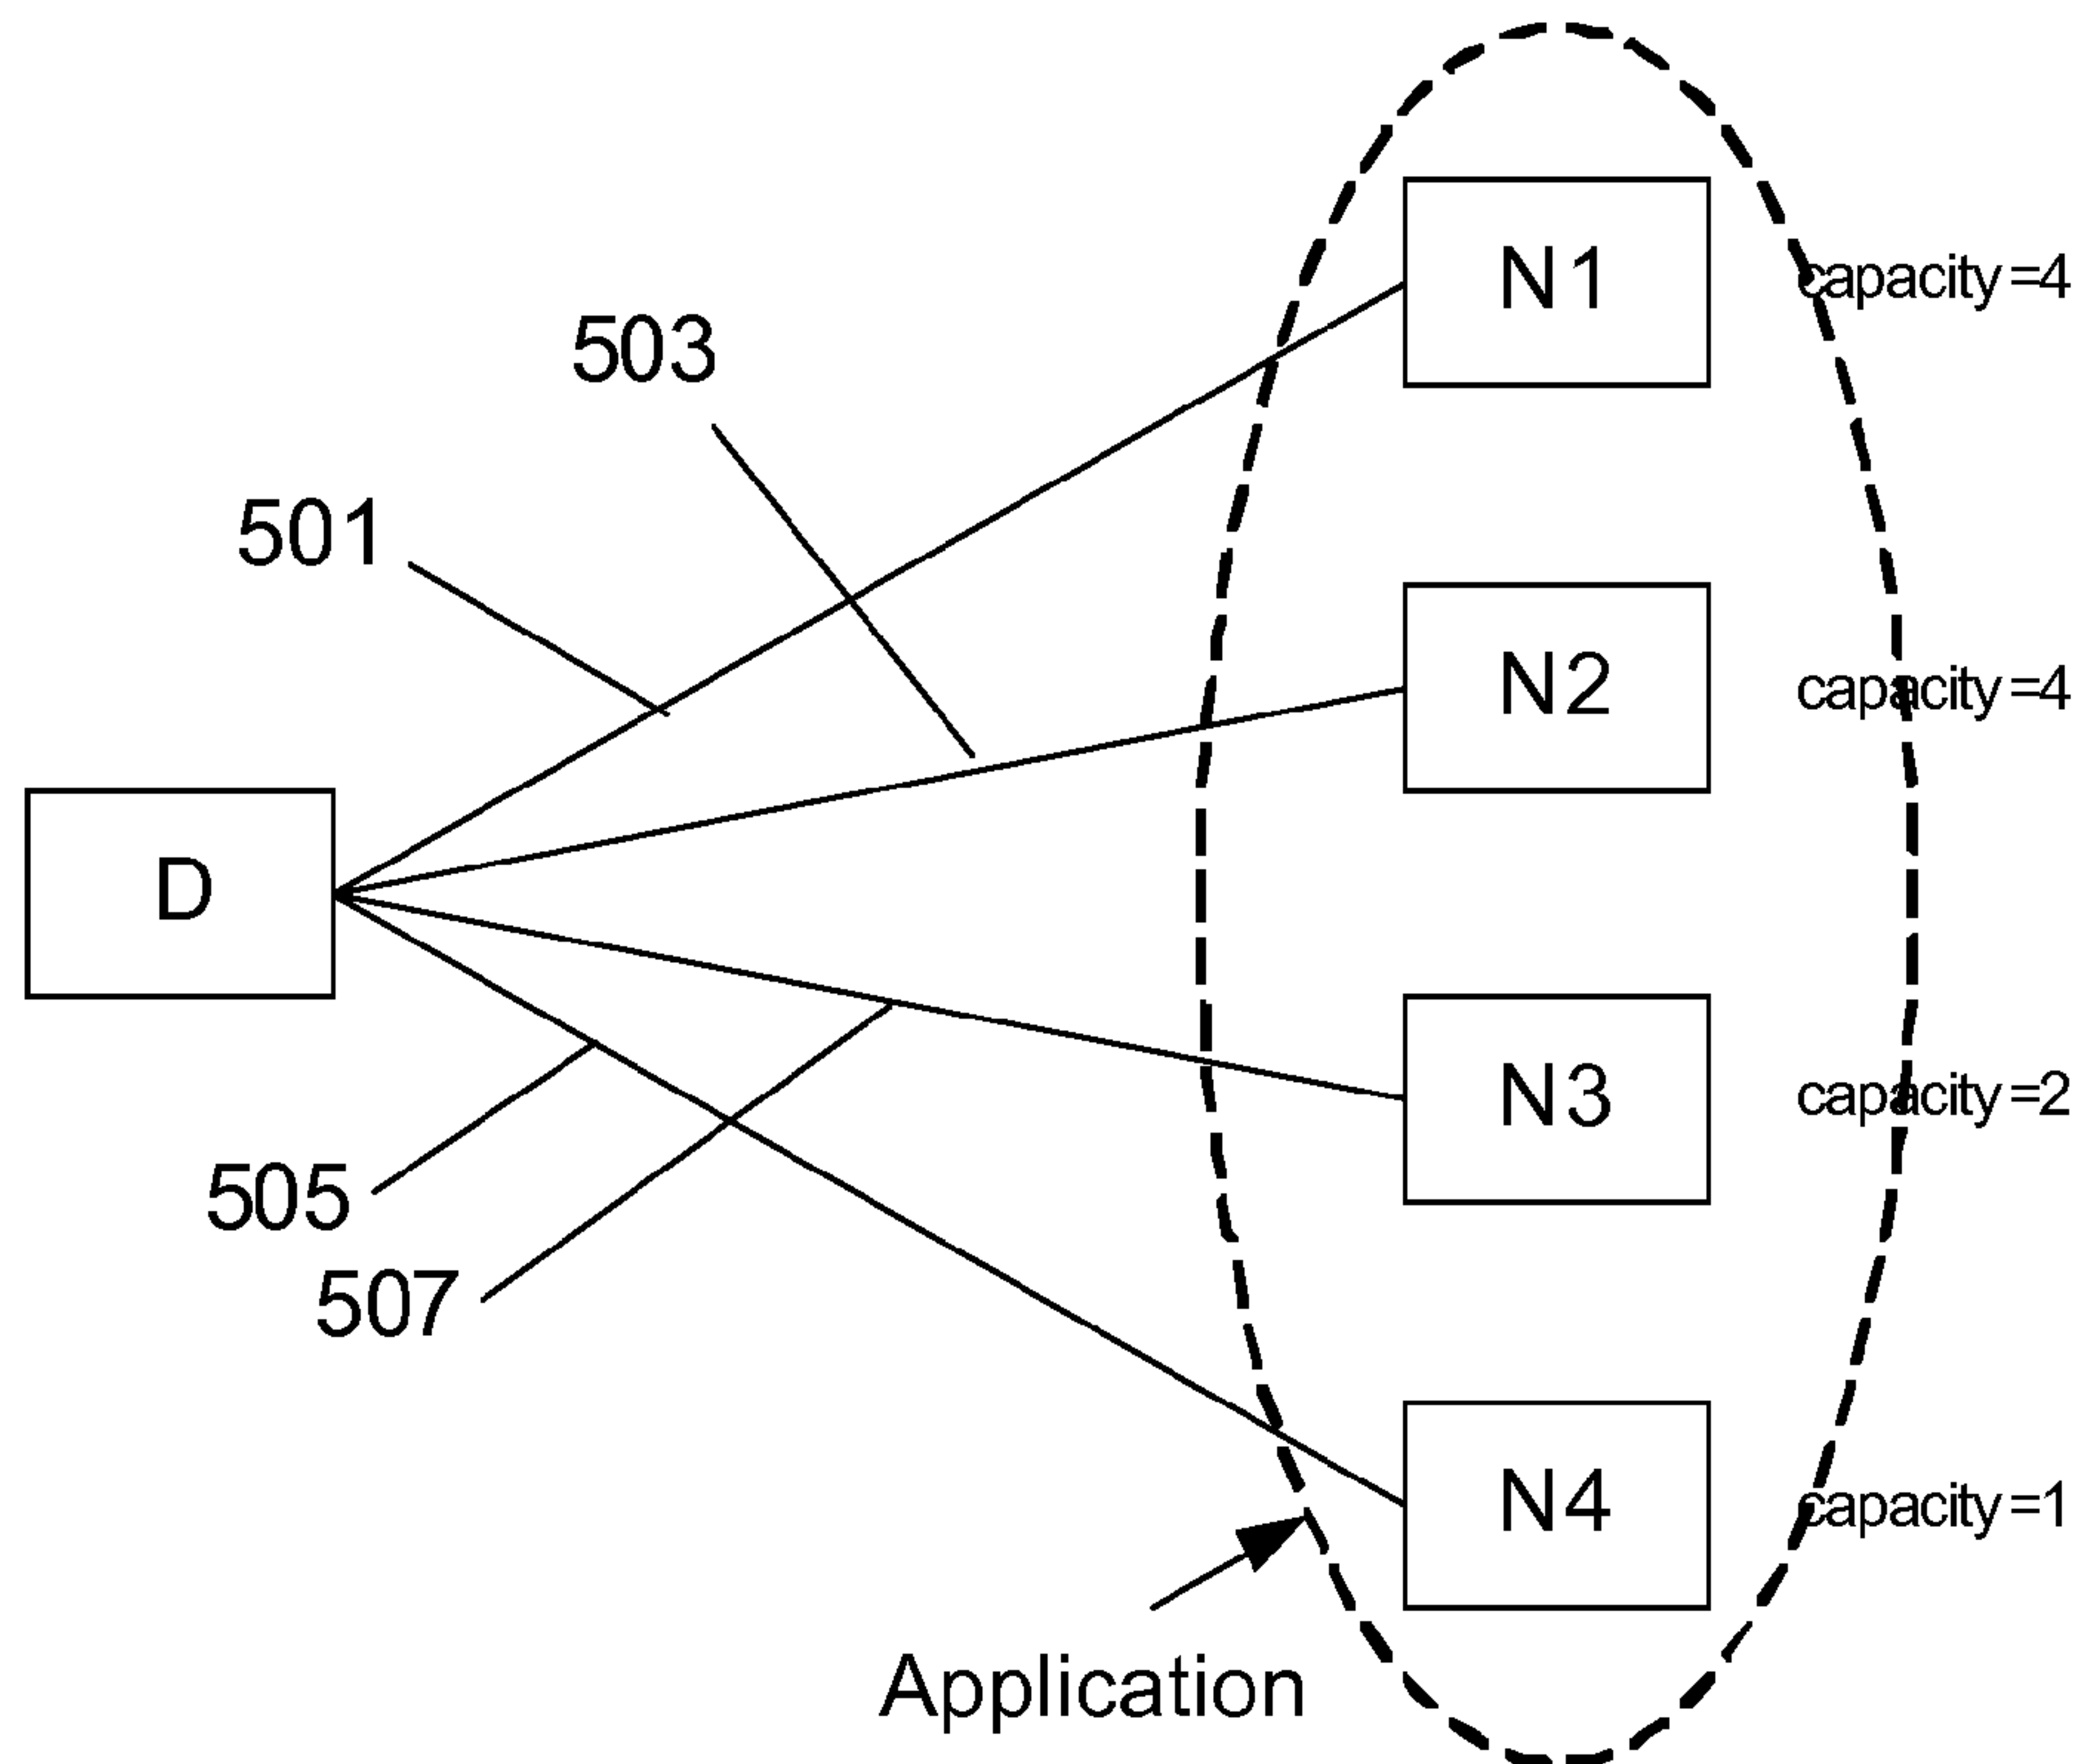 N1
capacity=4
503
501
N2
capacity=4
D
N3
capacity=2
505
507
N4
capacity=1
Application